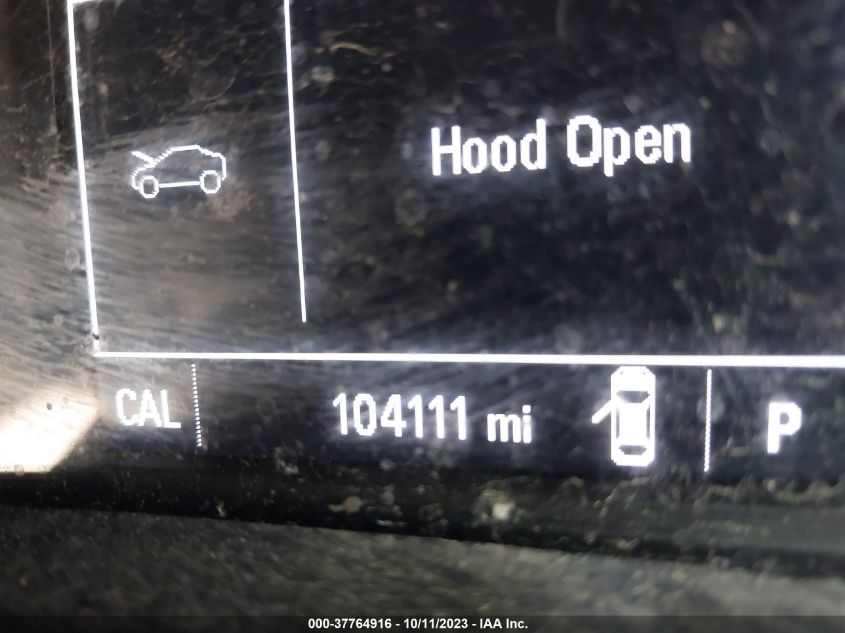 Hood Open
CAL 104111 mi P
000-37764916 - 10/11/2023 - IAA Inc.